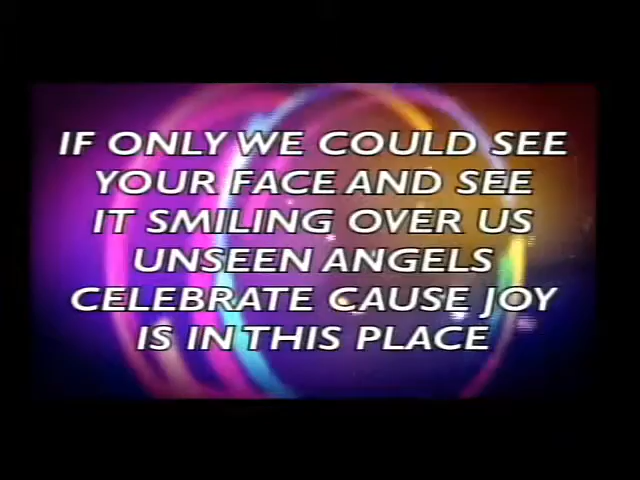 IF ONLY WE COULD SEE
YOUR FACE AND SEE
IT SMILING OVER US
UNSEEN ANGELS
CELEBRATE CAUSE JOY
IS IN THIS PLACE